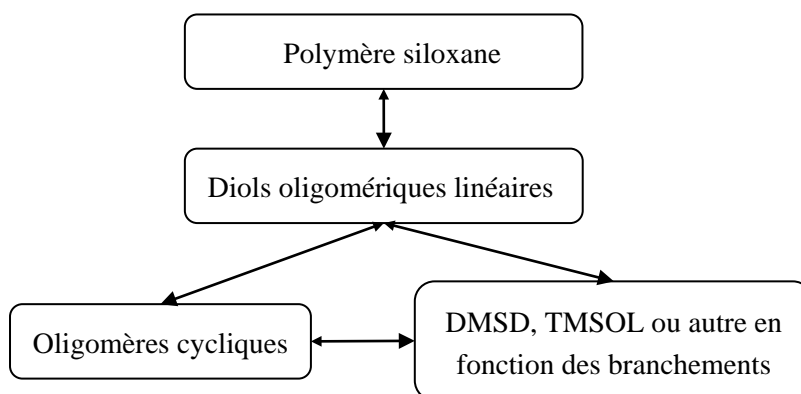 Polymère siloxane
Diols oligomériques linéaires
Oligomères cycliques
DMSD, TMSOL ou autre en
fonction des branchements